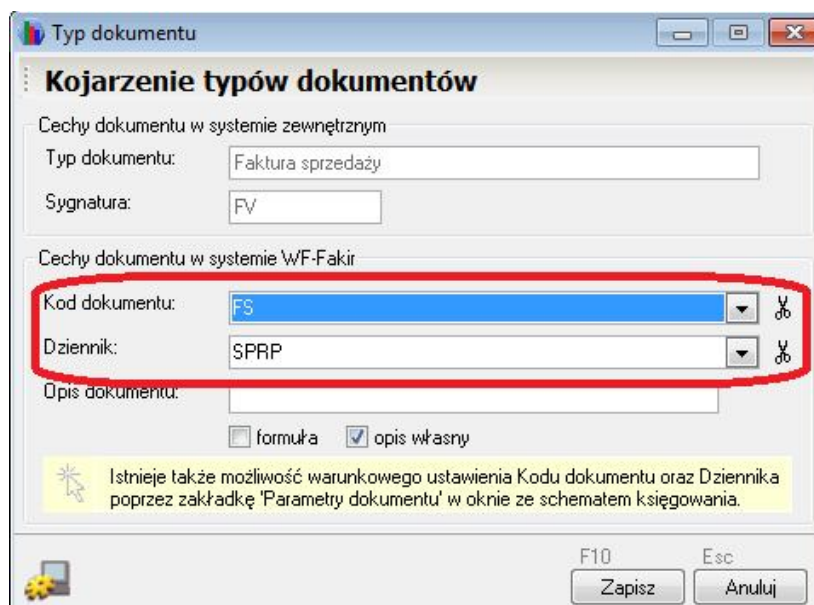 Typ dokumentu
Kojarzenie typów dokumentów
Cechy dokumentu w systemie zewnętrznym
Typ dokumentu: Faktura sprzedaży
Sygnatura: FV
Cechy dokumentu w systemie WF-Fakir
Kod dokumentu: FS
Dziennik: SPRP
Opis dokumentu:
formuła opis własny
Istnieje także możliwość warunkowego ustawienia Kodu dokumentu oraz Dziennika
poprzez zakładkę 'Parametry dokumentu' w oknie ze schematem księgowania.
F10 Esc
Zapisz Anuluj